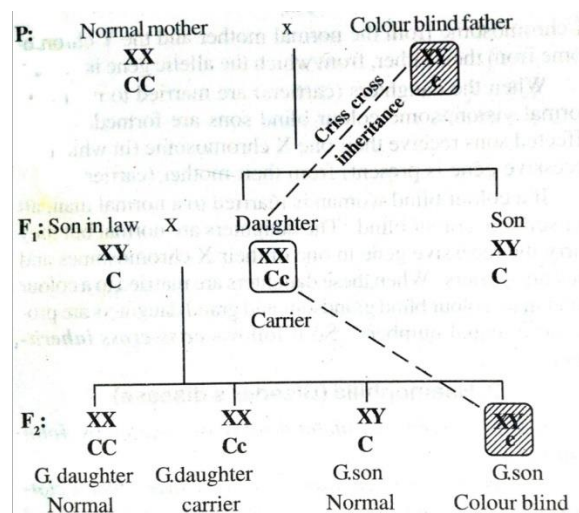 P: Normal mother x Colour blind father
XX XY
CC c
Criss cross
inheritance
F₁: Son in law x Daughter Son
XY XX XY
C Cc C
Carrier
F₂: XX XX XY XY
CC Cc C c
G. daughter G.daughter G.son G.son
Normal carrier Normal Colour blind